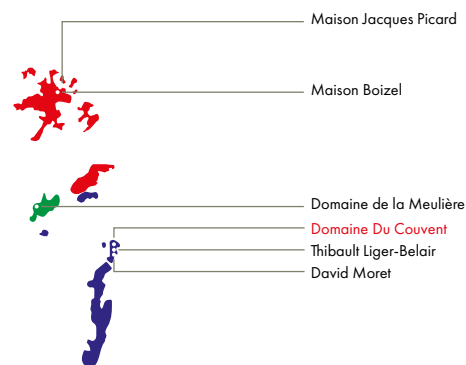 Maison Jacques Picard
Maison Boizel
Domaine de la Meulière
Domaine Du Couvent
Thibault Liger-Belair
David Moret